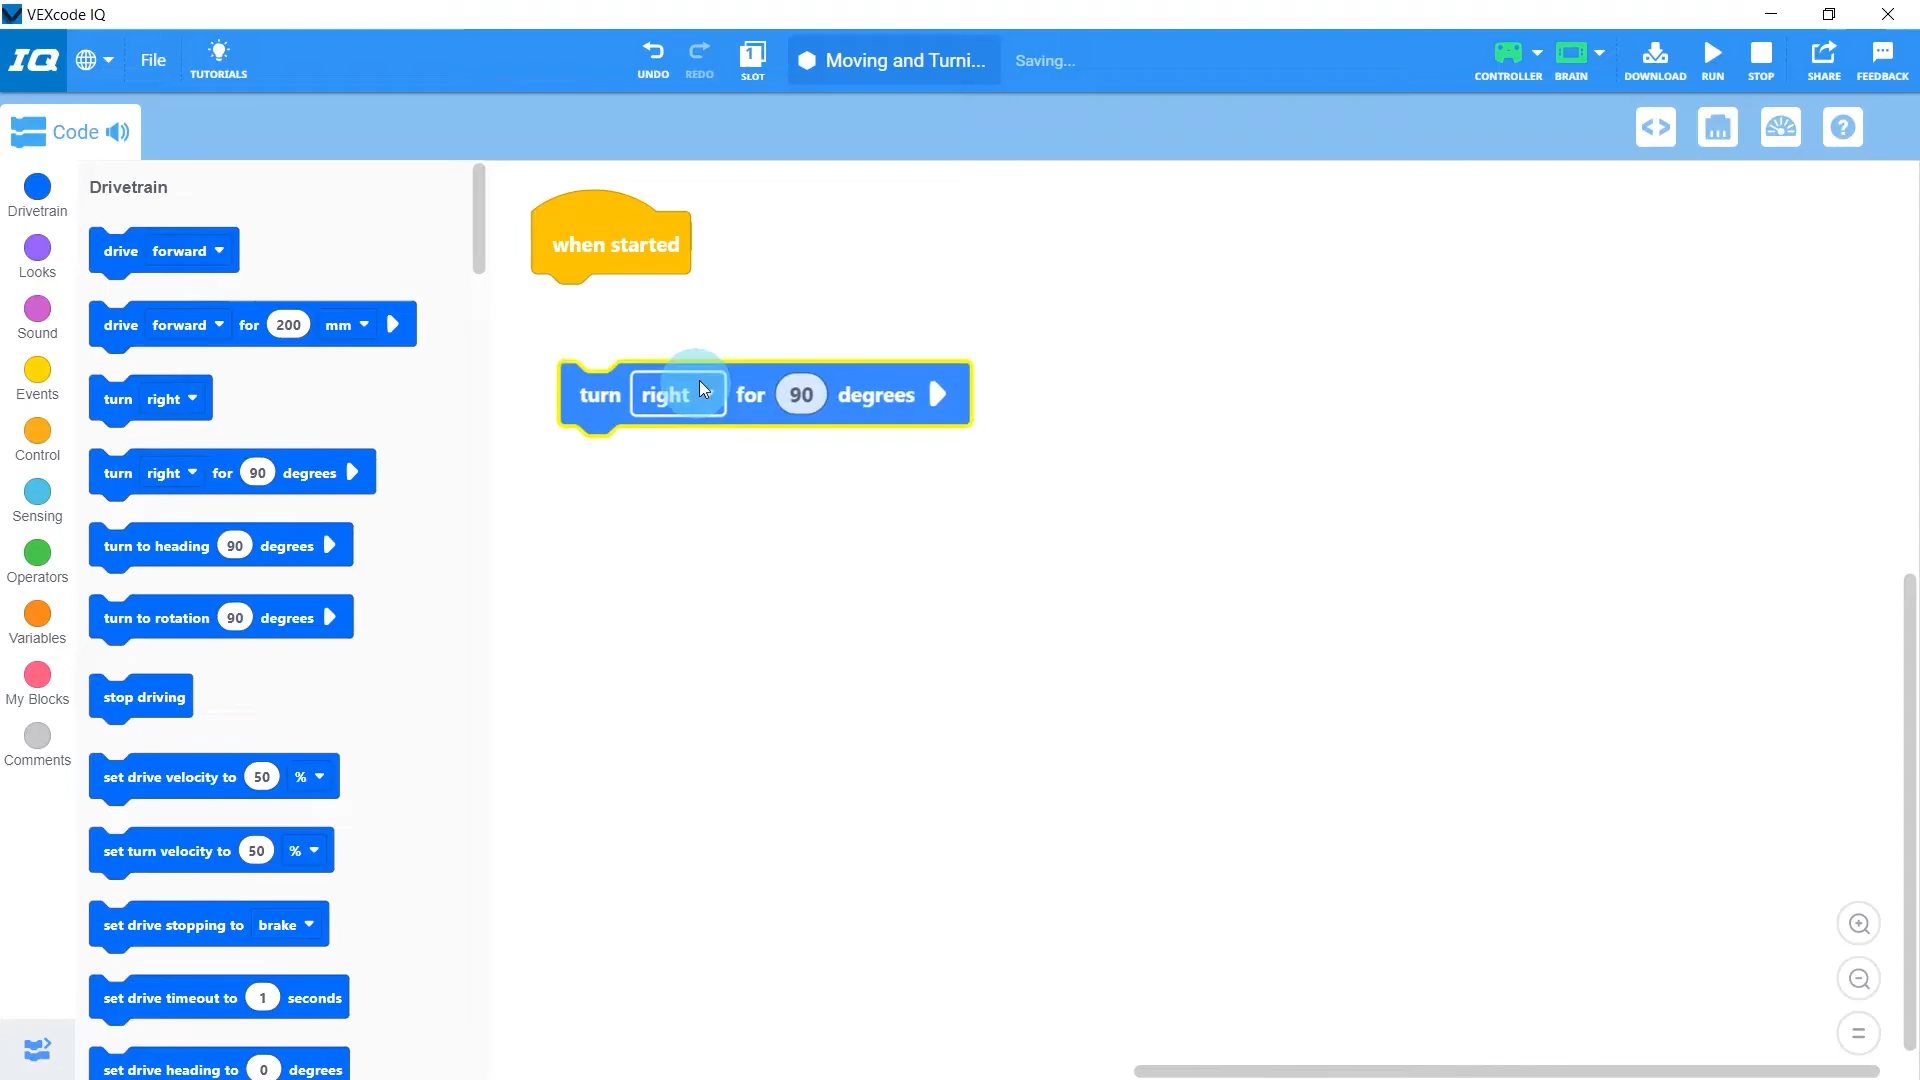 VEXcode IQ
IQ File TUTORIALS UNDO REDO 1 SLOT Moving and Turni... Saving... CONTROLLER BRAIN DOWNLOAD RUN STOP SHARE FEEDBACK
Code
Drivetrain
Looks
Sound
Events
Control
Sensing
Operators
Variables
My Blocks
Comments
Drivetrain
drive forward
drive forward for 200 mm
turn right
turn right for 90 degrees
turn to heading 90 degrees
turn to rotation 90 degrees
stop driving
set drive velocity to 50 %
set turn velocity to 50 %
set drive stopping to brake
set drive timeout to 1 seconds
set drive heading to 0 degrees
when started
turn right for 90 degrees